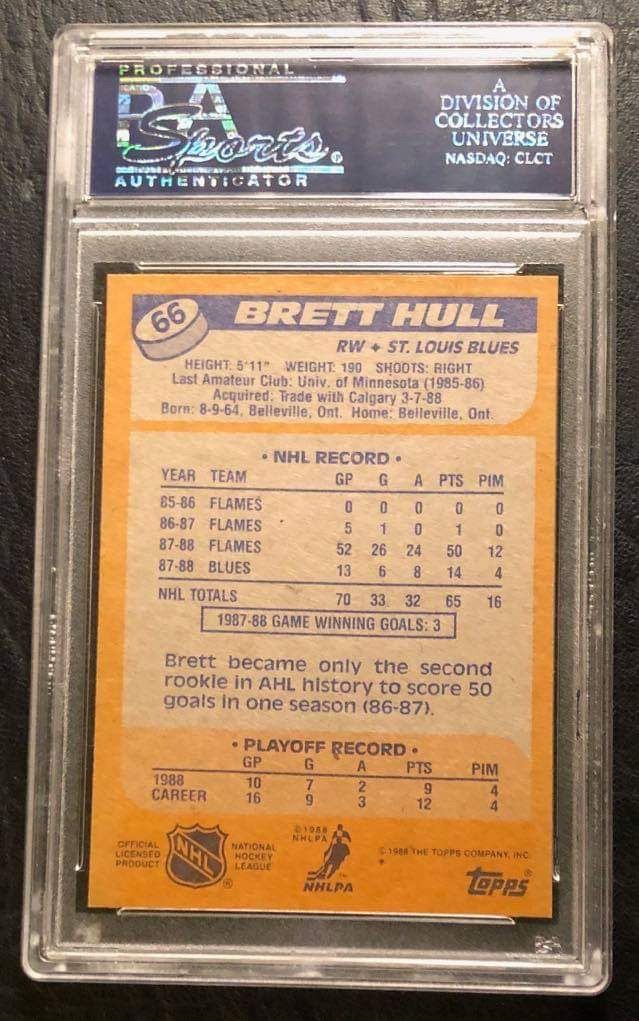 PROFESSIONAL
PSA
Sports®
AUTHENTICATOR
A
DIVISION OF
COLLECTORS
UNIVERSE
NASDAQ: CLCT
66 BRETT HULL
RW ✦ ST. LOUIS BLUES
HEIGHT: 5'11" WEIGHT: 190 SHOOTS: RIGHT
Last Amateur Club: Univ. of Minnesota (1985-86)
Acquired: Trade with Calgary 3-7-88
Born: 8-9-64, Belleville, Ont. Home: Belleville, Ont.
• NHL RECORD •
YEAR TEAM GP G A PTS PIM
85-86 FLAMES 0 0 0 0 0
86-87 FLAMES 5 1 0 1 0
87-88 FLAMES 52 26 24 50 12
87-88 BLUES 13 6 8 14 4
NHL TOTALS 70 33 32 65 16
1987-88 GAME WINNING GOALS: 3
Brett became only the second
rookie in AHL history to score 50
goals in one season (86-87).
• PLAYOFF RECORD •
GP G A PTS PIM
1988 10 7 2 9 4
CAREER 16 9 3 12 4
OFFICIAL
LICENSED
PRODUCT
NHL®
NATIONAL
HOCKEY
LEAGUE
©1988
NHLPA
NHLPA
©1988 THE TOPPS COMPANY, INC.
topps®